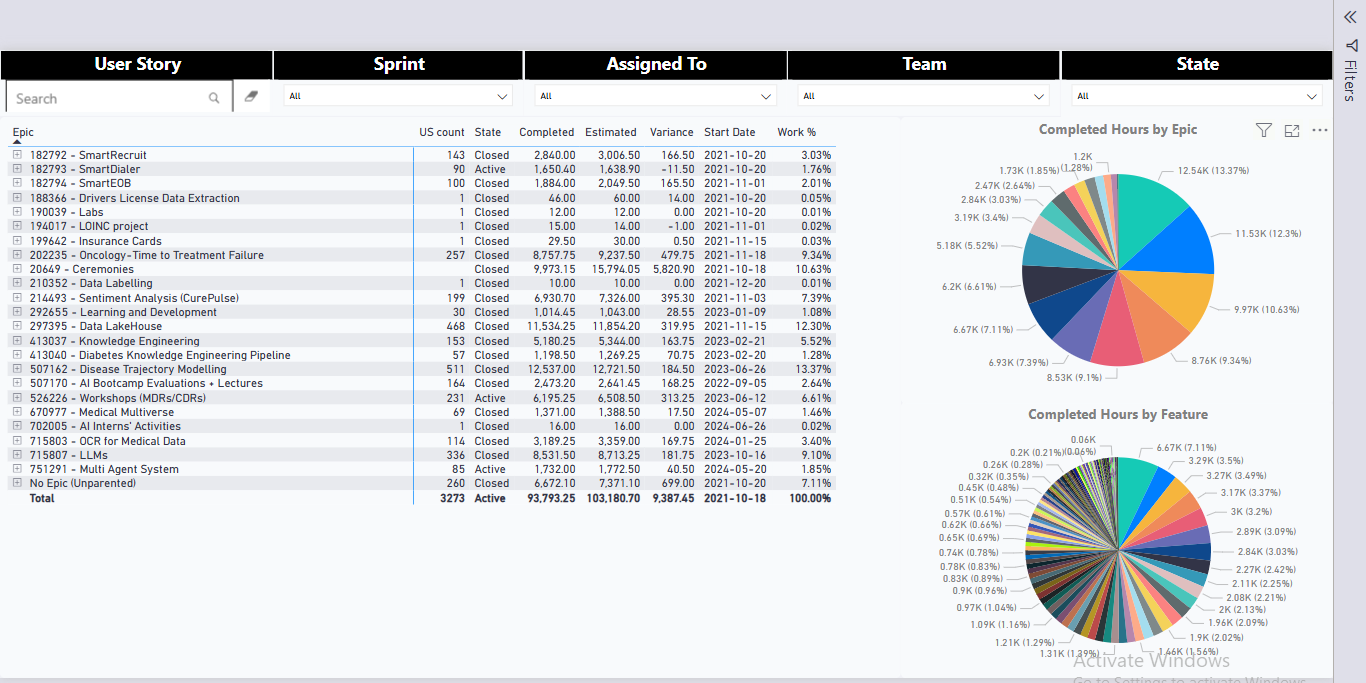 User Story Sprint Assigned To Team State
Search All All All All
Filters
Epic US count State Completed Estimated Variance Start Date Work %
182792 - SmartRecruit 143 Closed 2,840.00 3,006.50 166.50 2021-10-20 3.03%
182793 - SmartDialer 90 Active 1,650.40 1,638.90 -11.50 2021-10-20 1.76%
182794 - SmartEOB 100 Closed 1,884.00 2,049.50 165.50 2021-11-01 2.01%
188366 - Drivers License Data Extraction 1 Closed 46.00 60.00 14.00 2021-10-20 0.05%
190039 - Labs 1 Closed 12.00 12.00 0.00 2021-10-20 0.01%
194017 - LOINC project 1 Closed 15.00 14.00 -1.00 2021-11-01 0.02%
199642 - Insurance Cards 1 Closed 29.50 30.00 0.50 2021-11-15 0.03%
202235 - Oncology-Time to Treatment Failure 257 Closed 8,757.75 9,237.50 479.75 2021-11-18 9.34%
20649 - Ceremonies Closed 9,973.15 15,794.05 5,820.90 2021-10-18 10.63%
210352 - Data Labelling 1 Closed 10.00 10.00 0.00 2021-12-20 0.01%
214493 - Sentiment Analysis (CurePulse) 199 Closed 6,930.70 7,326.00 395.30 2021-11-03 7.39%
292655 - Learning and Development 30 Closed 1,014.45 1,043.00 28.55 2023-01-09 1.08%
297395 - Data LakeHouse 468 Closed 11,534.25 11,854.20 319.95 2021-11-15 12.30%
413037 - Knowledge Engineering 153 Closed 5,180.25 5,344.00 163.75 2023-02-21 5.52%
413040 - Diabetes Knowledge Engineering Pipeline 57 Closed 1,198.50 1,269.25 70.75 2023-02-20 1.28%
507162 - Disease Trajectory Modelling 511 Closed 12,537.00 12,721.50 184.50 2023-06-26 13.37%
507170 - AI Bootcamp Evaluations + Lectures 164 Closed 2,473.20 2,641.45 168.25 2022-09-05 2.64%
526226 - Workshops (MDRs/CDRs) 231 Active 6,195.25 6,508.50 313.25 2023-06-12 6.61%
670977 - Medical Multiverse 69 Closed 1,371.00 1,388.50 17.50 2024-05-07 1.46%
702005 - AI Interns' Activities 1 Closed 16.00 16.00 0.00 2024-06-26 0.02%
715803 - OCR for Medical Data 114 Closed 3,189.25 3,359.00 169.75 2024-01-25 3.40%
715807 - LLMs 336 Closed 8,531.50 8,713.25 181.75 2023-10-16 9.10%
751291 - Multi Agent System 85 Active 1,732.00 1,772.50 40.50 2024-05-20 1.85%
No Epic (Unparented) 260 Closed 6,672.10 7,371.10 699.00 2021-10-20 7.11%
Total 3273 Active 93,793.25 103,180.70 9,387.45 2021-10-18 100.00%
Completed Hours by Epic
1.2K
(1.28%)
12.54K (13.37%)
11.53K (12.3%)
9.97K (10.63%)
8.76K (9.34%)
8.53K (9.1%)
6.93K (7.39%)
6.67K (7.11%)
6.2K (6.61%)
5.18K (5.52%)
3.19K (3.4%)
2.84K (3.03%)
2.47K (2.64%)
1.73K (1.85%)
Completed Hours by Feature
0.06K
(0.06%)
6.67K (7.11%)
3.29K (3.5%)
3.27K (3.49%)
3.17K (3.37%)
3K (3.2%)
2.89K (3.09%)
2.84K (3.03%)
2.27K (2.42%)
2.11K (2.25%)
2.08K (2.21%)
2K (2.13%)
1.96K (2.09%)
1.9K (2.02%)
1.46K (1.56%)
1.31K (1.39%)
1.21K (1.29%)
1.09K (1.16%)
0.97K (1.04%)
0.9K (0.96%)
0.83K (0.89%)
0.78K (0.83%)
0.74K (0.78%)
0.65K (0.69%)
0.62K (0.66%)
0.57K (0.61%)
0.51K (0.54%)
0.45K (0.48%)
0.32K (0.35%)
0.26K (0.28%)
0.2K (0.21%)
Activate Windows
Go to Settings to activate Windows.